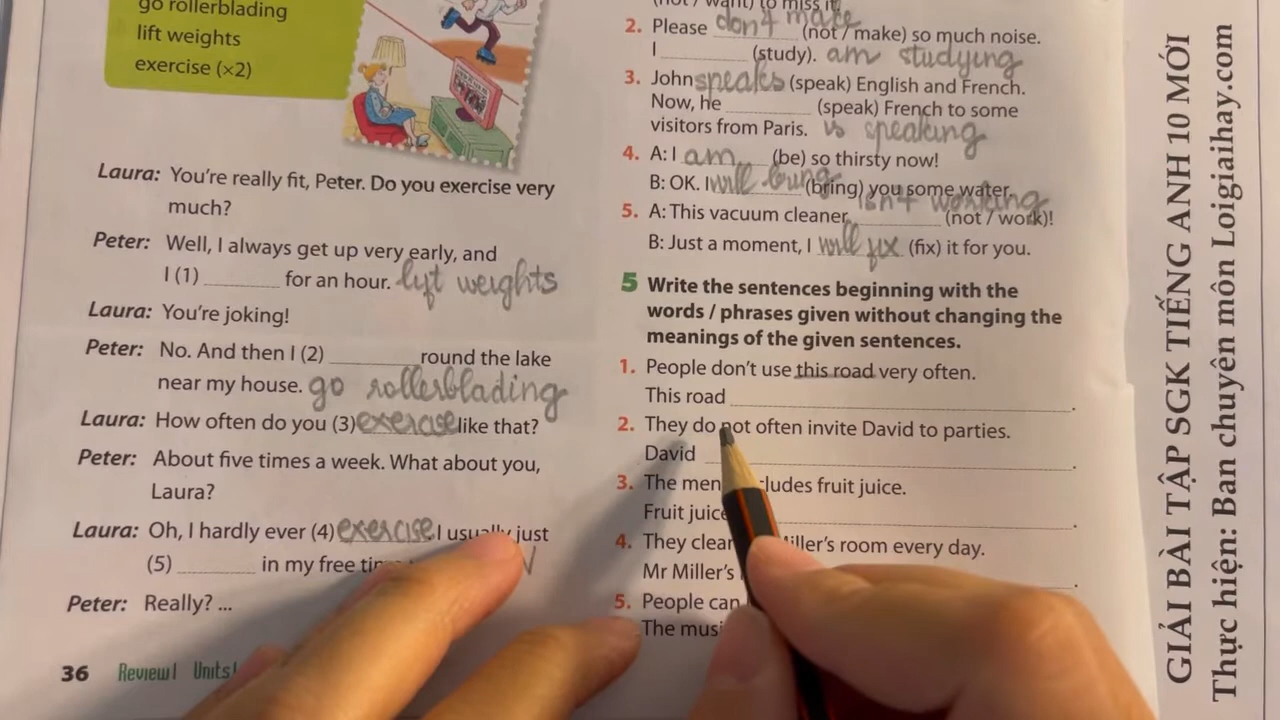 go rollerblading
lift weights
exercise (×2)
Laura: You're really fit, Peter. Do you exercise very
much?
Peter: Well, I always get up very early, and
I (1) for an hour. lift weights
Laura: You're joking!
Peter: No. And then I (2) round the lake
near my house. go rollerblading
Laura: How often do you (3) exercise like that?
Peter: About five times a week. What about you,
Laura?
Laura: Oh, I hardly ever (4) exercise. I usually just
(5) in my free
Peter: Really? ...
36 Review 1 Units
(not / want) to miss it.
2. Please don't make (not / make) so much noise.
I (study). am studying
3. John speaks (speak) English and French.
Now, he (speak) French to some
visitors from Paris. is speaking
4. A: I am (be) so thirsty now!
B: OK. I will bring (bring) you some water.
isn't working
5. A: This vacuum cleaner (not / work)!
B: Just a moment, I will fix (fix) it for you.
5 Write the sentences beginning with the
words / phrases given without changing the
meanings of the given sentences.
1. People don't use this road very often.
This road .
2. They do not often invite David to parties.
David .
3. The includes fruit juice.
Fruit juice .
4. They clean Miller's room every day.
Mr Miller's .
5. People can
The
GIẢI BÀI TẬP SGK TIẾNG ANH 10 MỚI
Thực hiện: Ban chuyên môn Loigiaihay.com